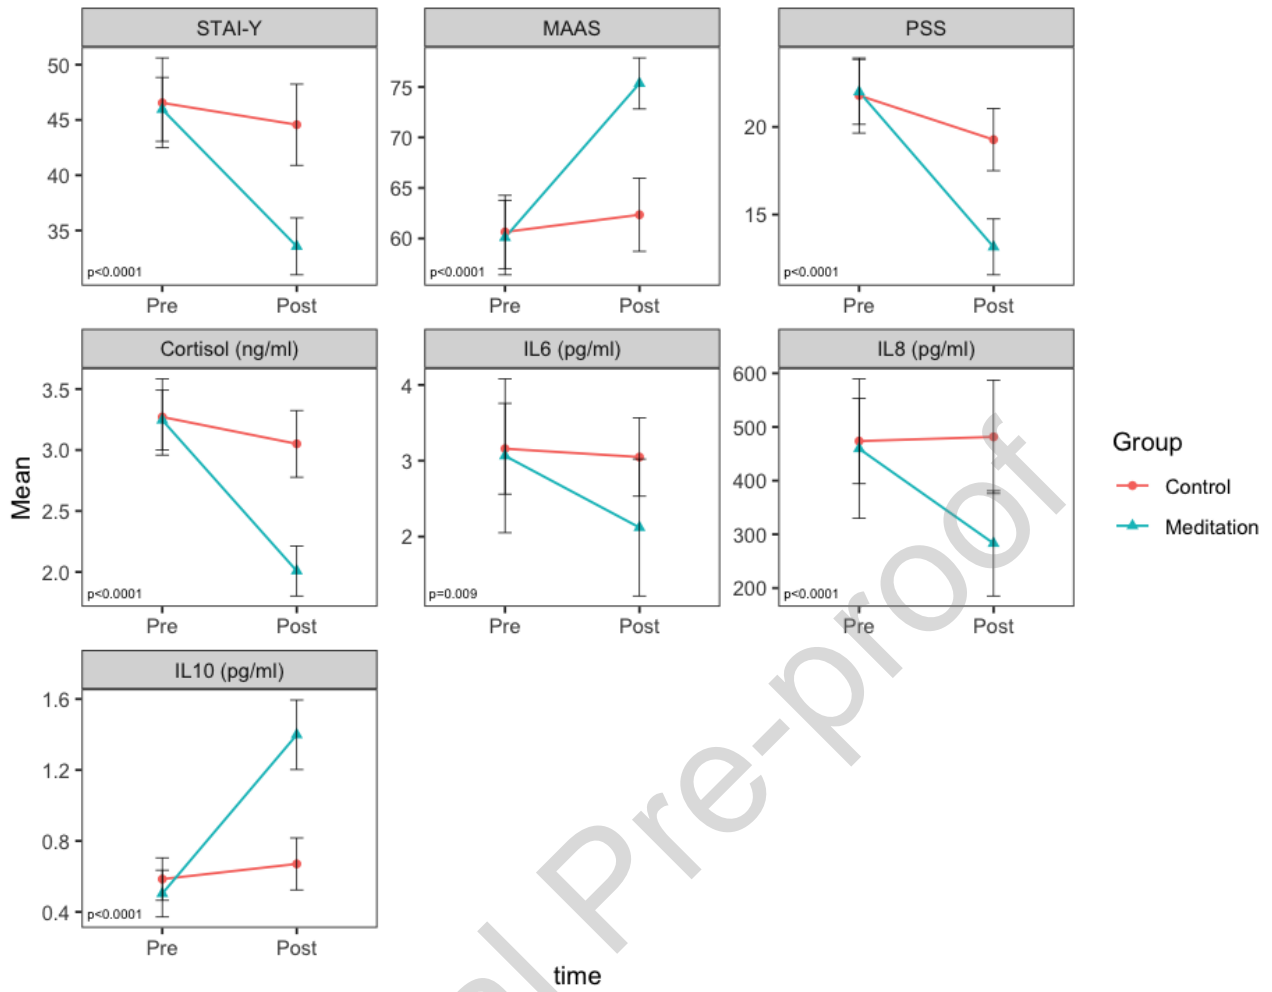 STAI-Y
MAAS
PSS
50
45
40
35
p<0.0001
Pre
Post
75
70
65
60
p<0.0001
Pre
Post
20
15
p<0.0001
Pre
Post
Cortisol (ng/ml)
IL6 (pg/ml)
IL8 (pg/ml)
3.5
3.0
2.5
2.0
p<0.0001
Pre
Post
4
3
2
p=0.009
Pre
Post
600
500
400
300
200
p<0.0001
Pre
Post
Mean
Group
Control
Meditation
IL10 (pg/ml)
1.6
1.2
0.8
0.4
p<0.0001
Pre
Post
time
l Pre-proof